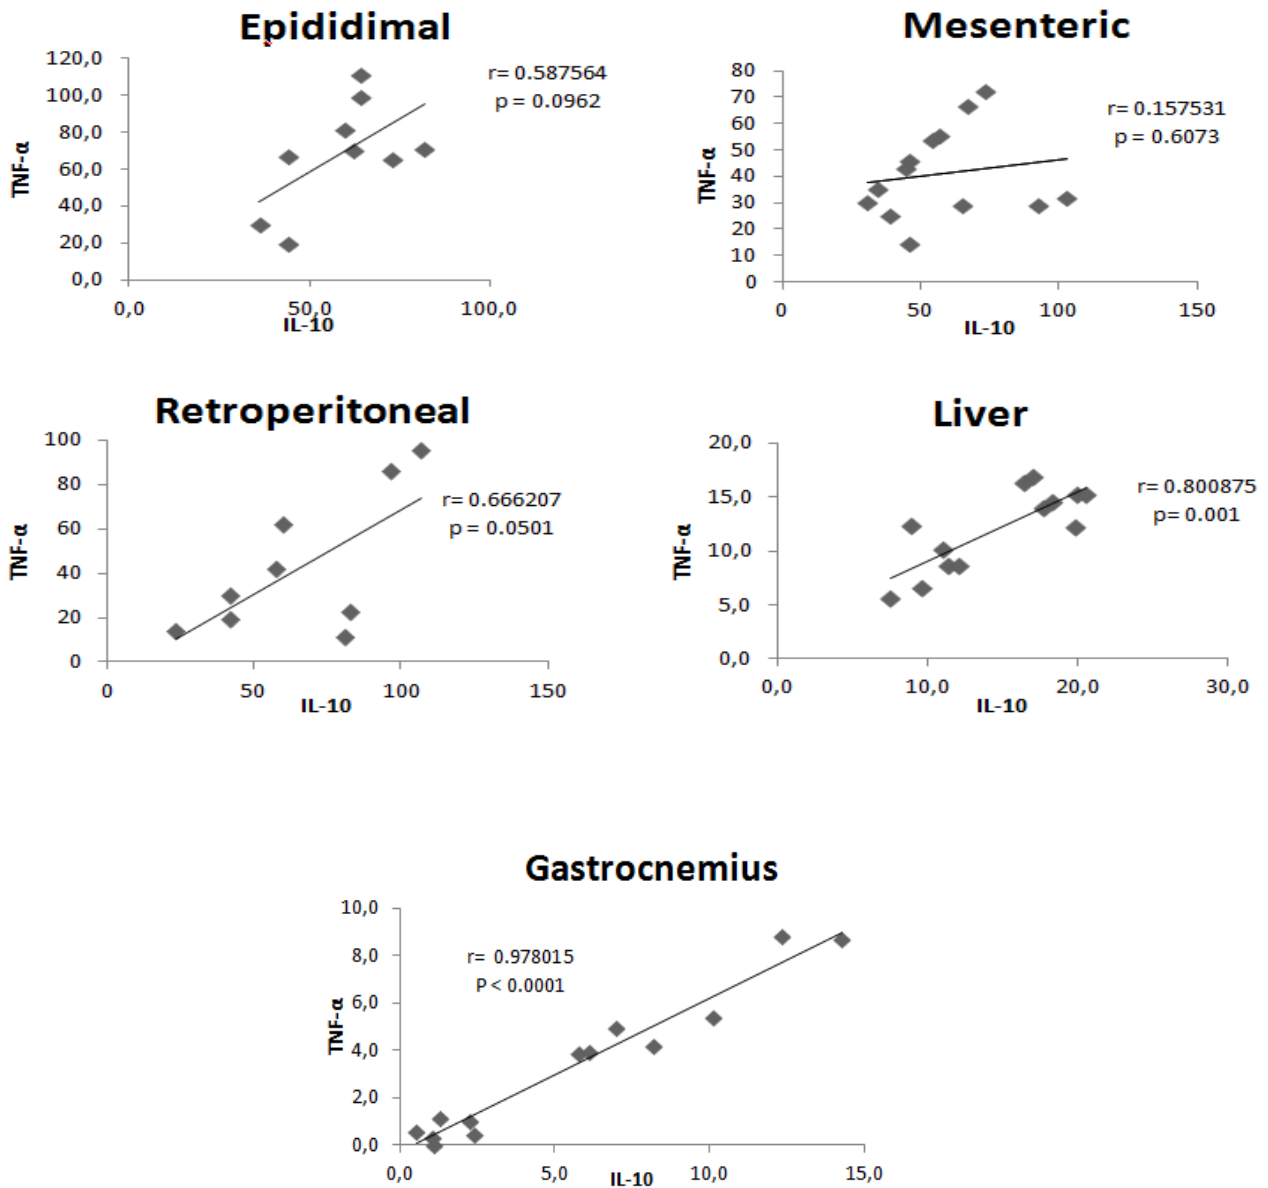 Epididimal
120,0
100,0
80,0
60,0
40,0
20,0
0,0
TNF-α
r= 0.587564
p = 0.0962
0,0 50,0 100,0
IL-10
Mesenteric
80
70
60
50
40
30
20
10
0
TNF-α
r= 0.157531
p = 0.6073
0 50 100 150
IL-10
Retroperitoneal
100
80
60
40
20
0
TNF-α
r= 0.666207
p = 0.0501
0 50 100 150
IL-10
Liver
20,0
15,0
10,0
5,0
0,0
TNF-α
r= 0.800875
p= 0.001
0,0 10,0 20,0 30,0
IL-10
Gastrocnemius
10,0
8,0
6,0
4,0
2,0
0,0
TNF-α
r= 0.978015
P < 0.0001
0,0 5,0 10,0 15,0
IL-10